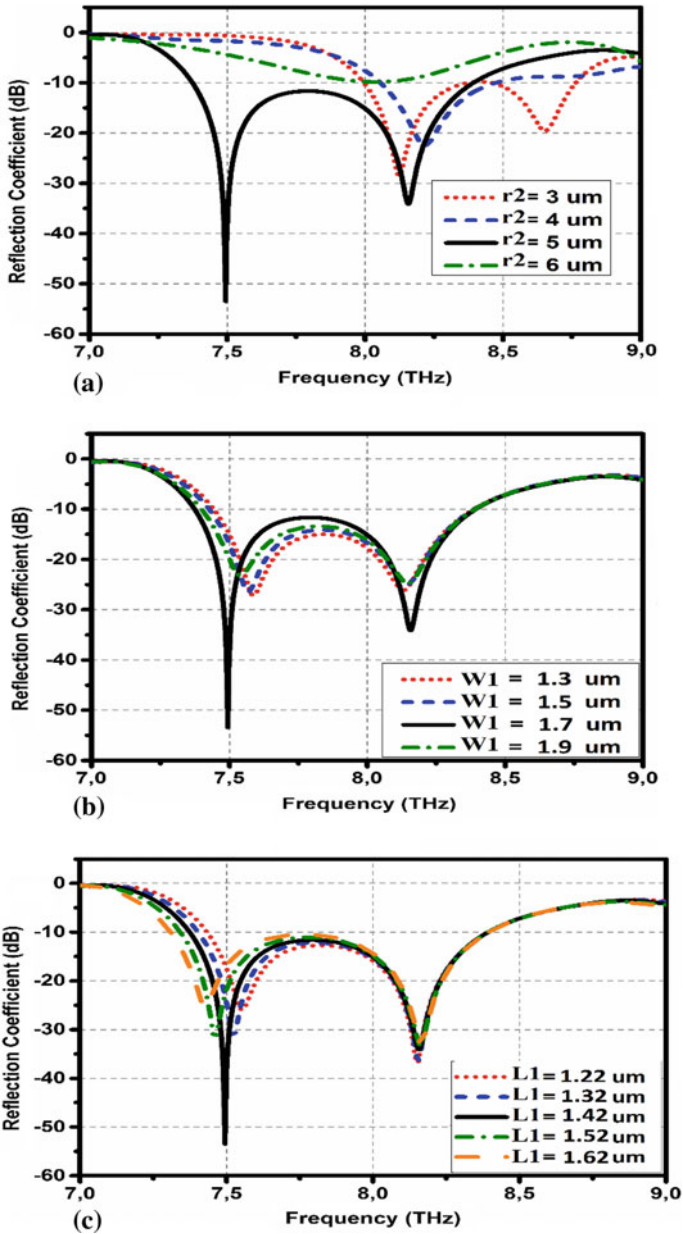 0
-10
-20
-30
-40
-50
-60
Reflection Coefficient (dB)
r2= 3 um
r2= 4 um
r2= 5 um
r2= 6 um
7,0 7,5 8,0 8,5 9,0
Frequency (THz)
(a)
0
-10
-20
-30
-40
-50
-60
Reflection Coefficient (dB)
W1 = 1.3 um
W1 = 1.5 um
W1 = 1.7 um
W1 = 1.9 um
7,0 7,5 8,0 8,5 9,0
Frequency (THz)
(b)
0
-10
-20
-30
-40
-50
-60
Reflection Coefficient (dB)
L1= 1.22 um
L1= 1.32 um
L1= 1.42 um
L1= 1.52 um
L1= 1.62 um
7,0 7,5 8,0 8,5 9,0
Frequency (THz)
(c)